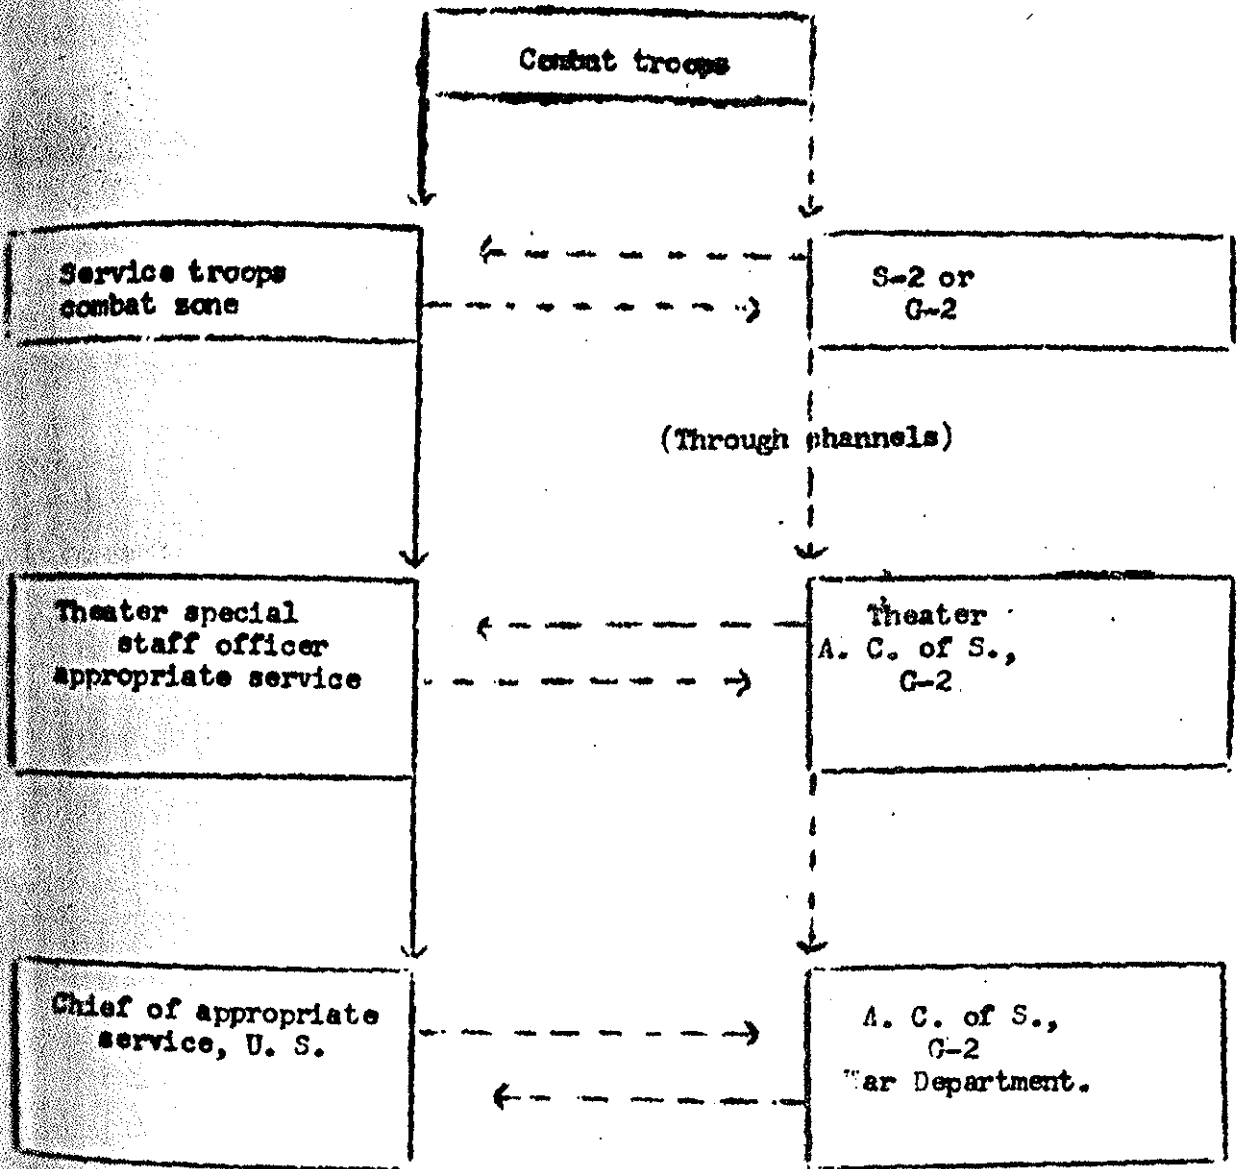 Combat troops
Service troops
combat zone
S-2 or
G-2
(Through channels)
Theater special
staff officer
appropriate service
Theater
A. C. of S.,
G-2
Chief of appropriate
service, U. S.
A. C. of S.,
G-2
War Department.